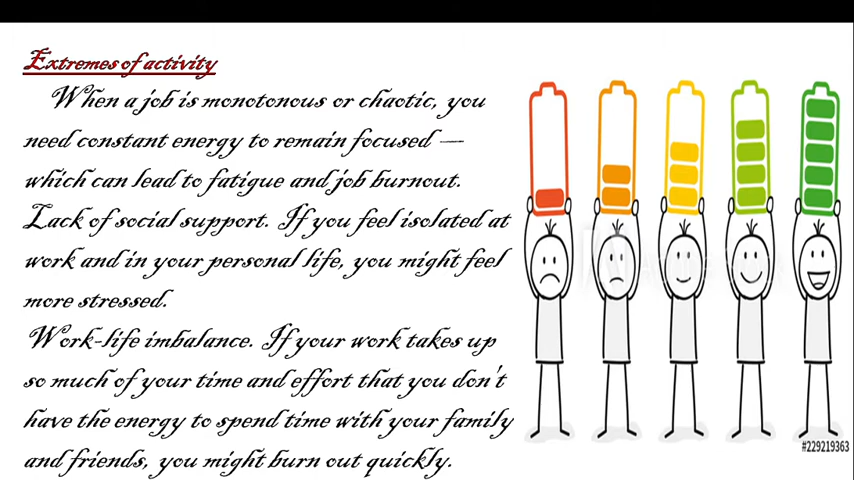 Extremes of activity
When a job is monotonous or chaotic, you
need constant energy to remain focused —
which can lead to fatigue and job burnout.
Lack of social support. If you feel isolated at
work and in your personal life, you might feel
more stressed.
Work-life imbalance. If your work takes up
so much of your time and effort that you don't
have the energy to spend time with your family
and friends, you might burn out quickly.
#229219363